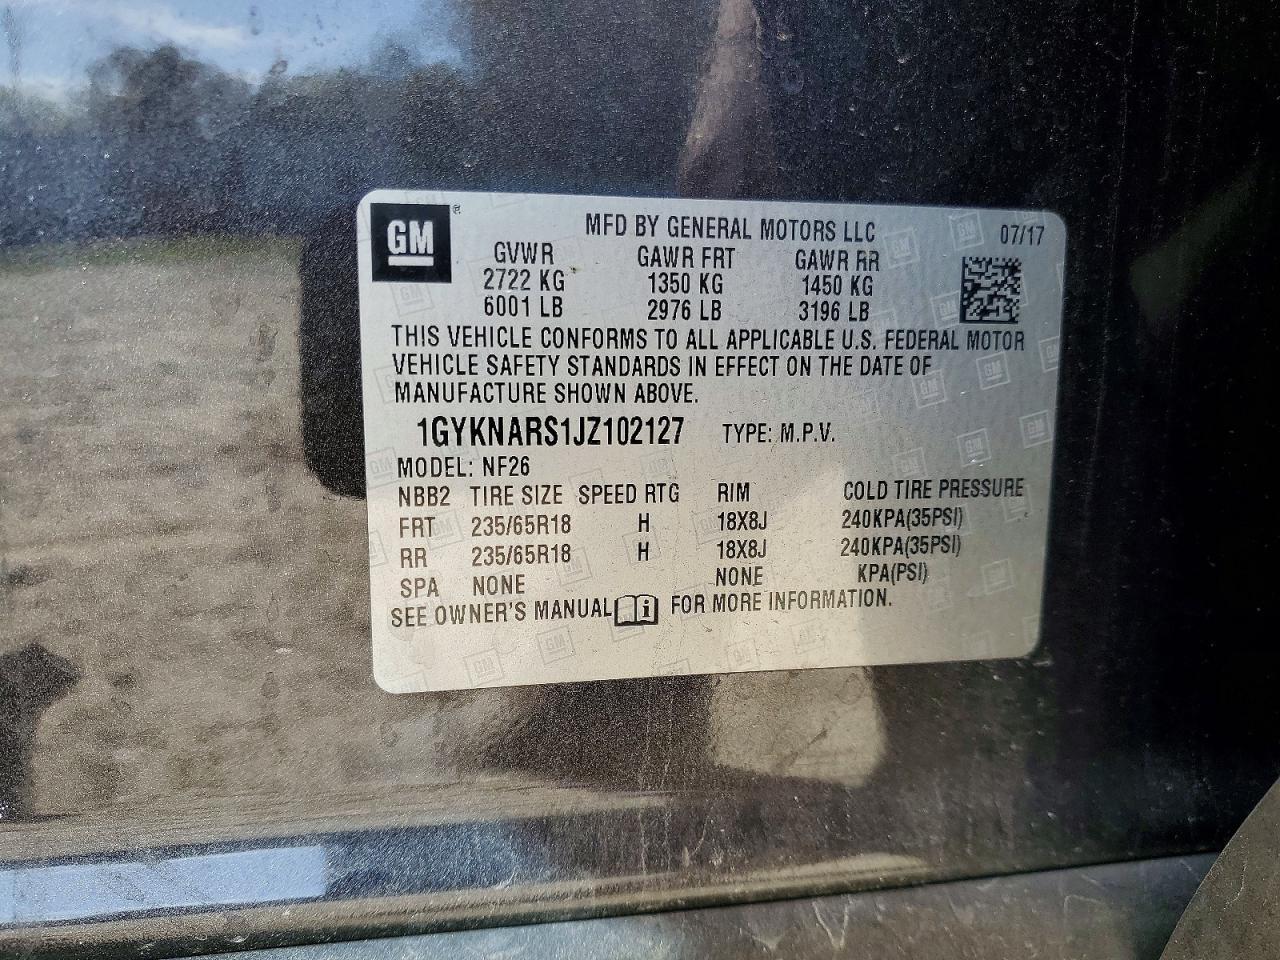 GM®
MFD BY GENERAL MOTORS LLC 07/17
GVWR GAWR FRT GAWR RR
2722 KG 1350 KG 1450 KG
6001 LB 2976 LB 3196 LB
THIS VEHICLE CONFORMS TO ALL APPLICABLE U.S. FEDERAL MOTOR
VEHICLE SAFETY STANDARDS IN EFFECT ON THE DATE OF
MANUFACTURE SHOWN ABOVE.
1GYKNARS1JZ102127 TYPE: M.P.V.
MODEL: NF26
NBB2 TIRE SIZE SPEED RTG RIM COLD TIRE PRESSURE
FRT 235/65R18 H 18X8J 240KPA(35PSI)
RR 235/65R18 H 18X8J 240KPA(35PSI)
SPA NONE NONE KPA(PSI)
SEE OWNER'S MANUAL i FOR MORE INFORMATION.